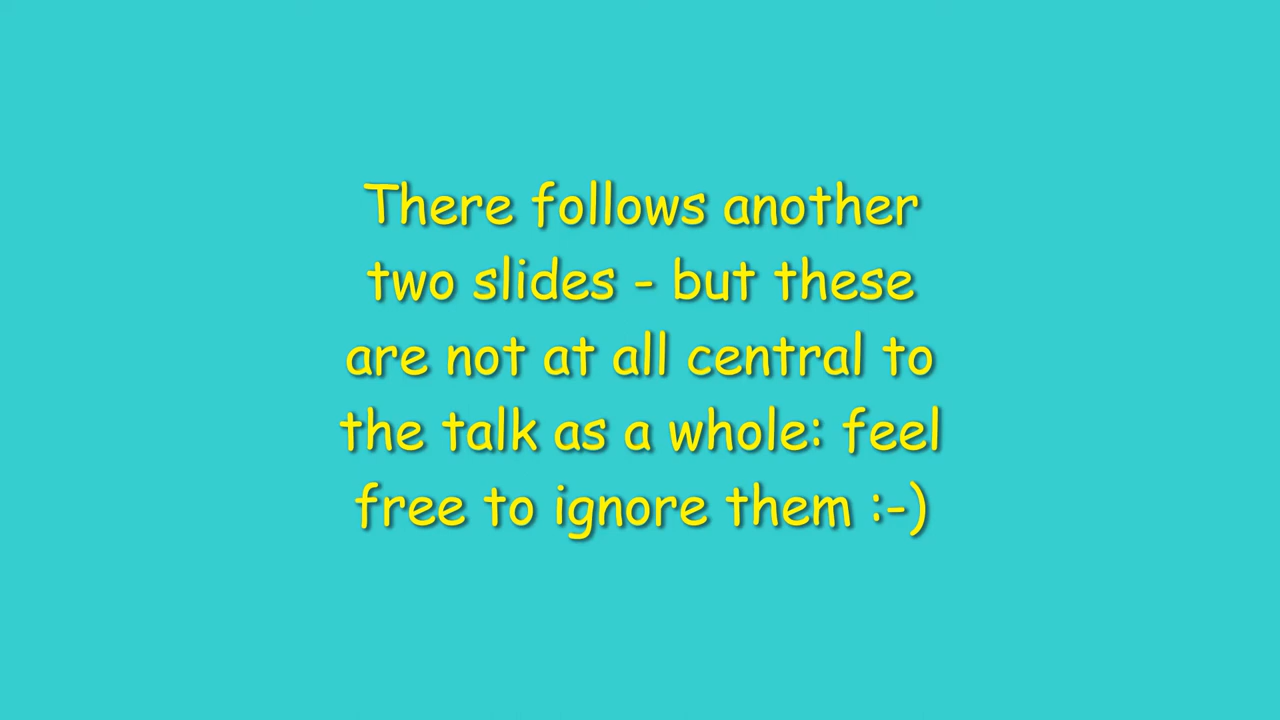 There follows another
two slides - but these
are not at all central to
the talk as a whole: feel
free to ignore them :-)